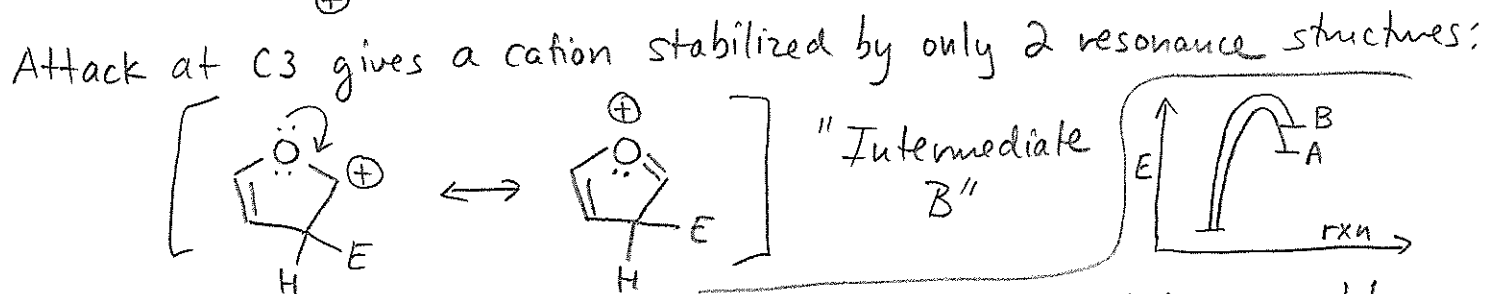 ⊕
Attack at C3 gives a cation stabilized by only 2 resonance structures:
[ :Ö: ⊕ E H ⟷ ⊕ O: E H ] "Intermediate B"
E B A rxn